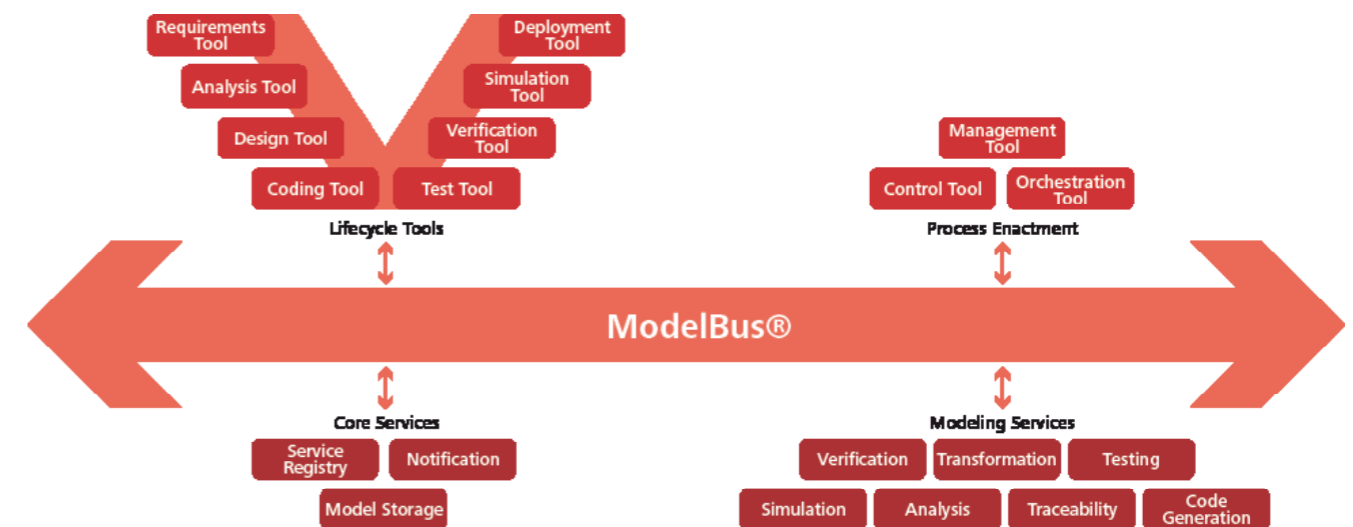 Requirements
Tool
Deployment
Tool
Analysis Tool
Simulation
Tool
Design Tool
Verification
Tool
Coding Tool
Test Tool
Lifecycle Tools
Management
Tool
Control Tool
Orchestration
Tool
Process Enactment
ModelBus®
Core Services
Service
Registry
Notification
Model Storage
Modeling Services
Verification
Transformation
Testing
Simulation
Analysis
Traceability
Code
Generation